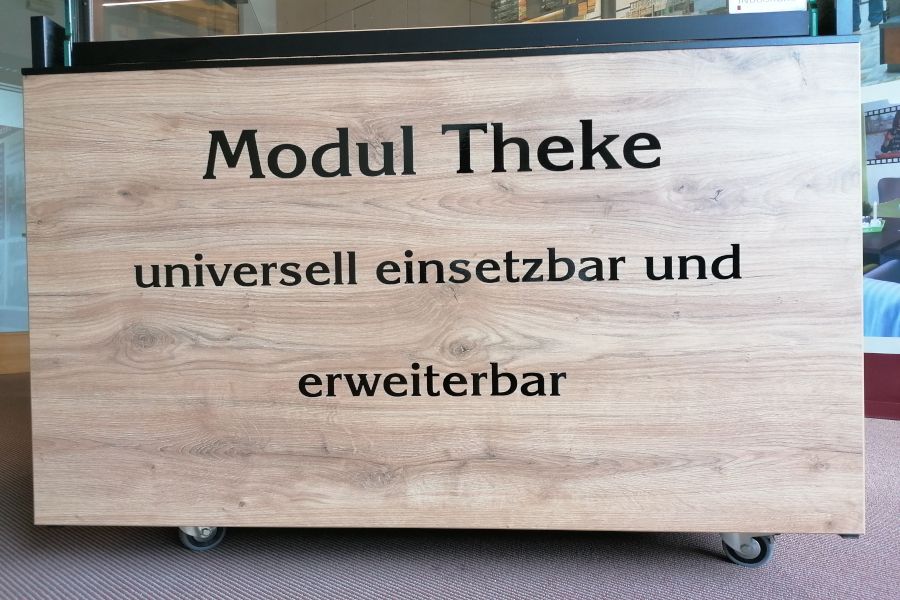 Modul Theke
universell einsetzbar und
erweiterbar